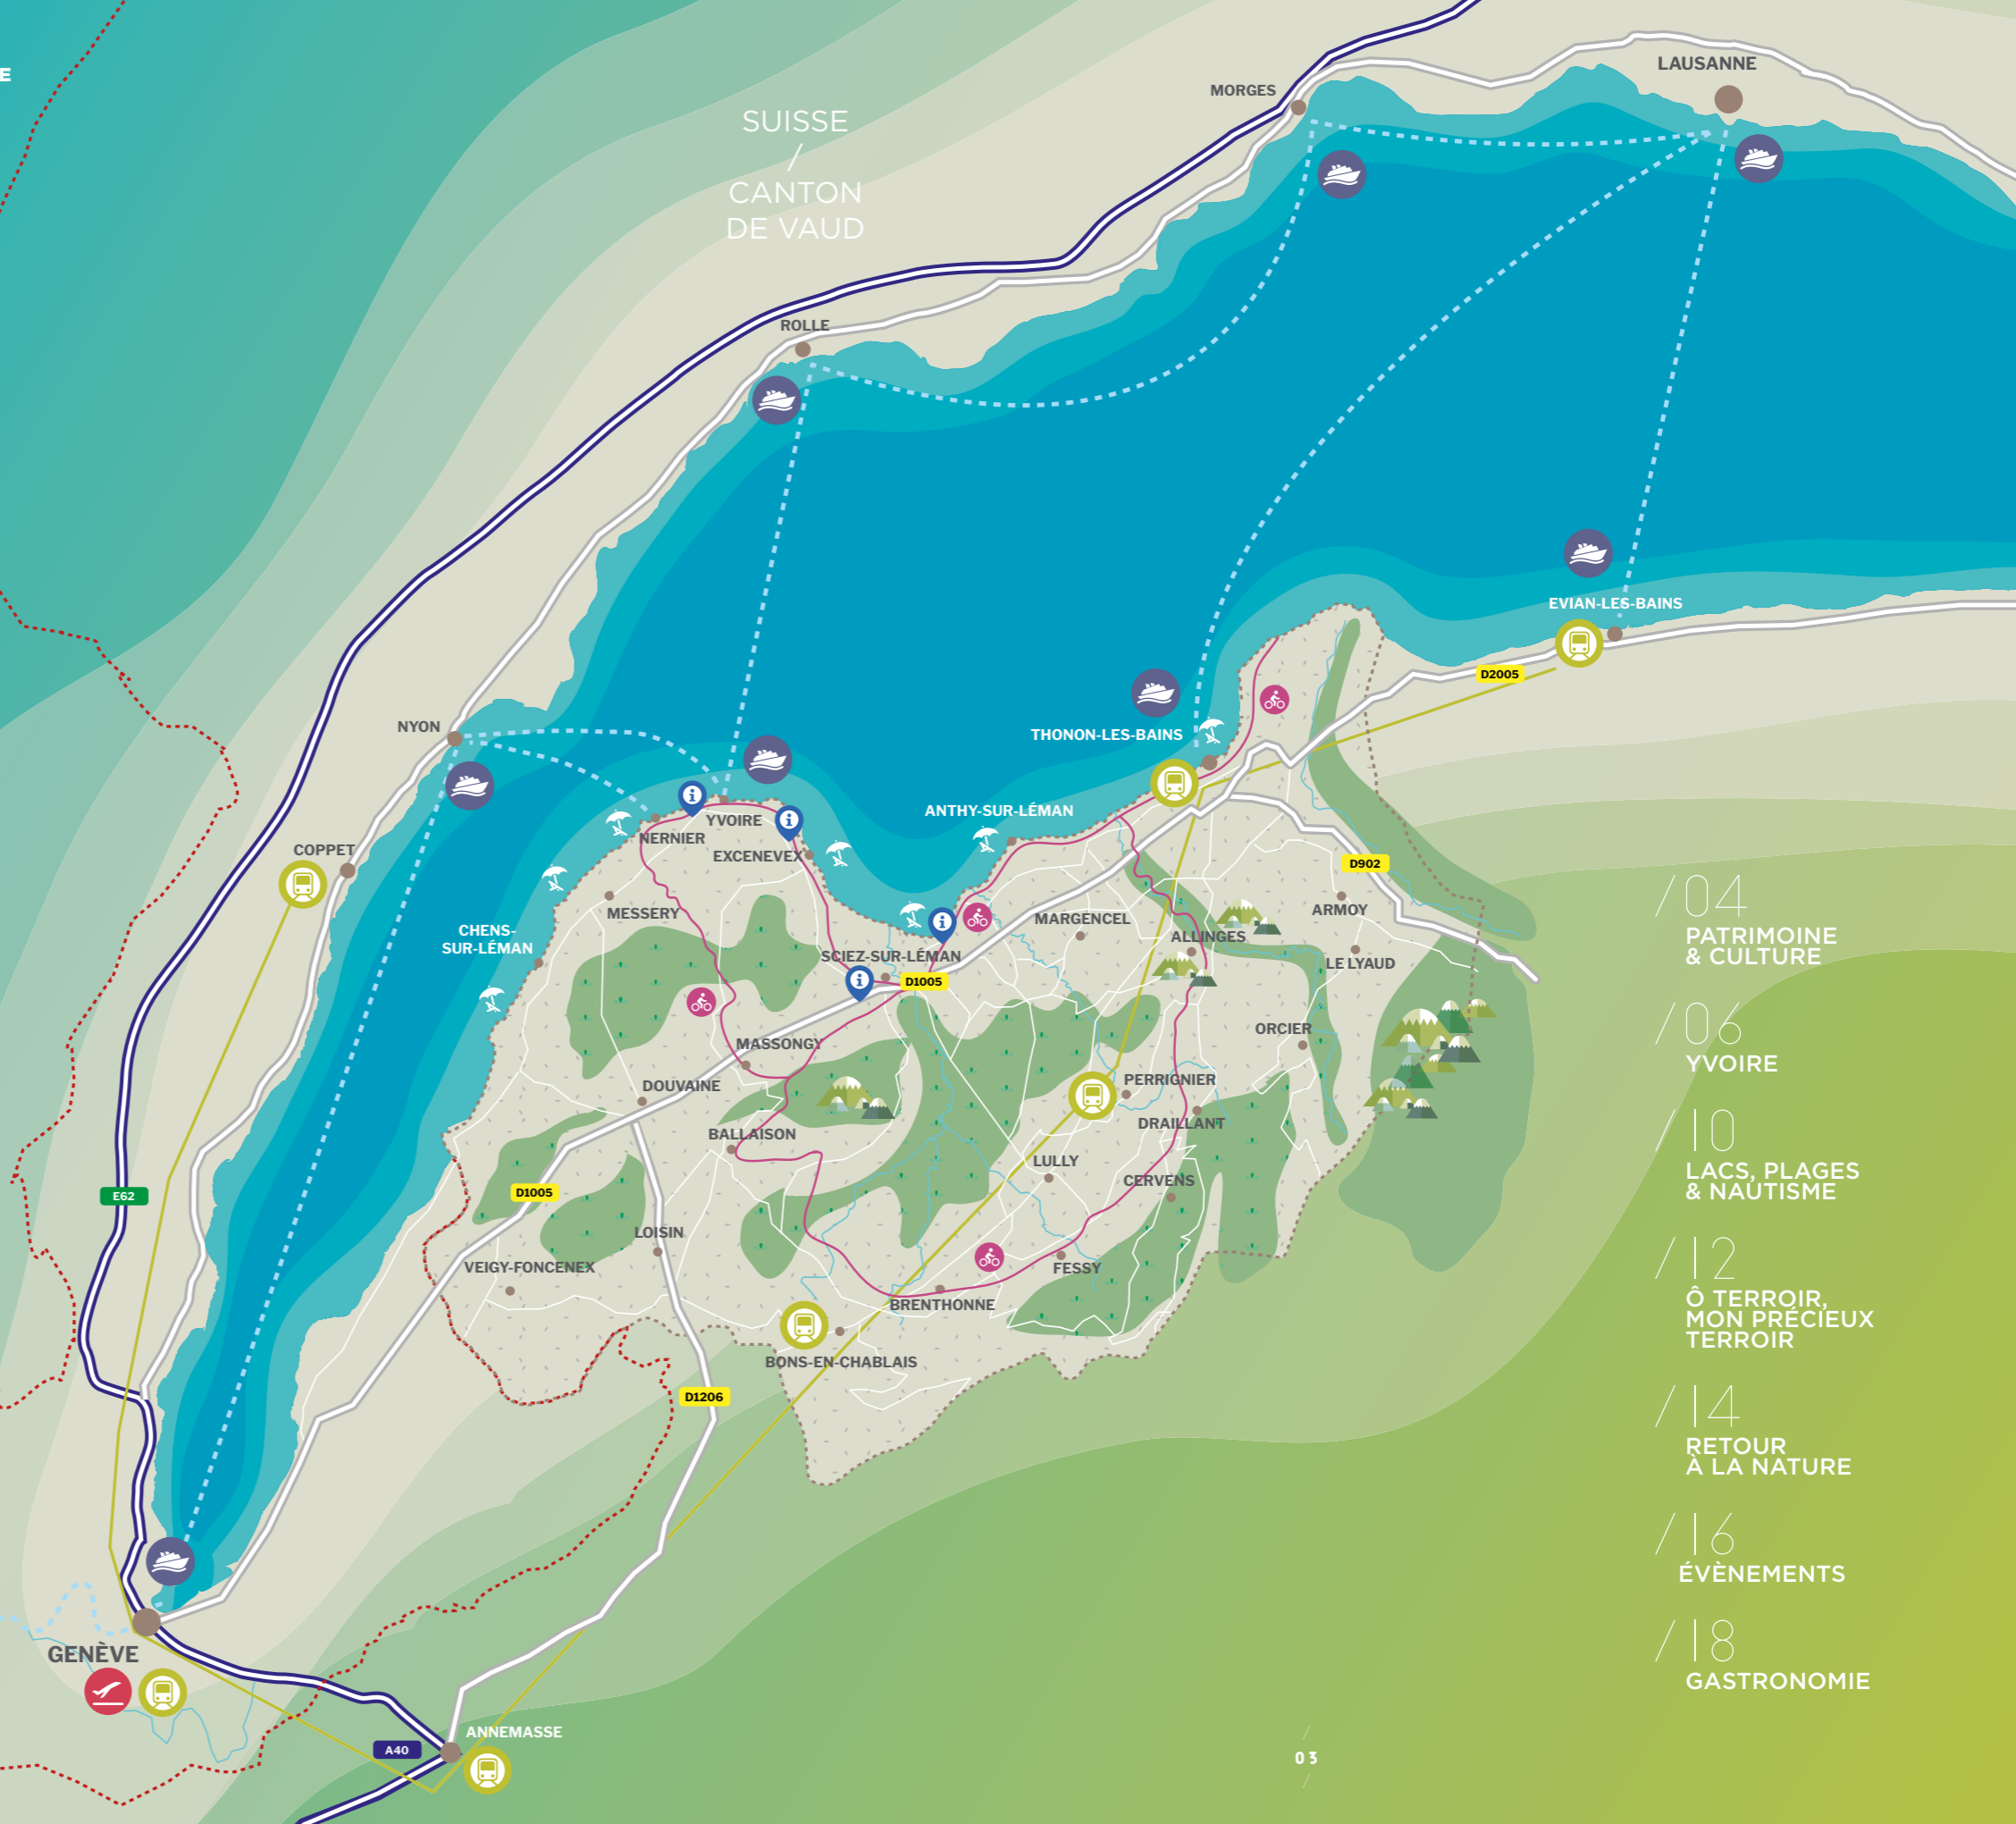 E
SUISSE
/
CANTON
DE VAUD
MORGES
LAUSANNE
ROLLE
NYON
COPPET
EVIAN-LES-BAINS
D2005
THONON-LES-BAINS
ANTHY-SUR-LÉMAN
YVOIRE
NERNIER
EXCENEVEX
D902
MESSERY
CHENS-
SUR-LÉMAN
SCIEZ-SUR-LÉMAN
D1005
MARGENCEL
ARMOY
ALLINGES
LE LYAUD
ORCIER
MASSONGY
DOUVAINE
PERRIGNIER
DRAILLANT
BALLAISON
LULLY
CERVENS
E62
D1005
LOISIN
VEIGY-FONCENEX
FESSY
BRENTHONNE
BONS-EN-CHABLAIS
D1206
GENÈVE
ANNEMASSE
A40
/04
PATRIMOINE
& CULTURE
/06
YVOIRE
/10
LACS, PLAGES
& NAUTISME
/12
Ô TERROIR,
MON PRÉCIEUX
TERROIR
/14
RETOUR
À LA NATURE
/16
ÉVÈNEMENTS
/18
GASTRONOMIE
/
03
/